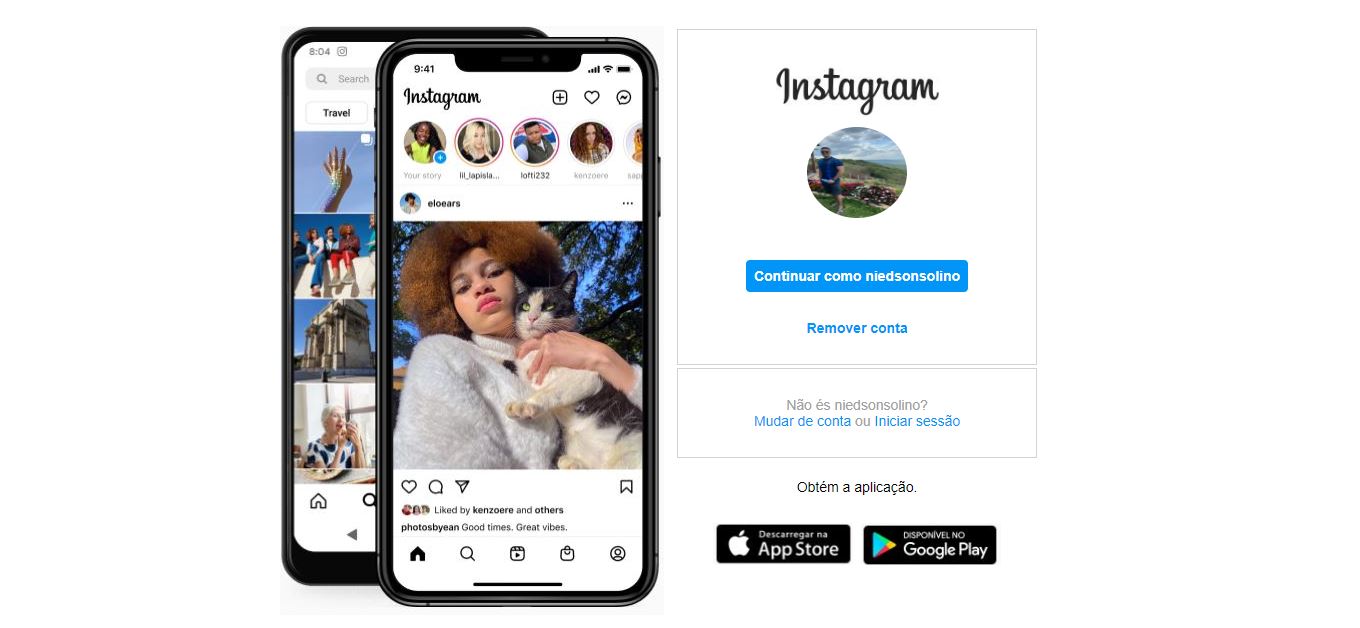 8:04
Search
Travel
9:41
Instagram
Your story
lil_lapisla...
lofti232
kenzoere
sapp
eloears
Liked by kenzoere and others
photosbyean Good times. Great vibes.
Instagram
Continuar como niedsonsolino
Remover conta
Não és niedsonsolino?
Mudar de conta ou Iniciar sessão
Obtém a aplicação.
Descarregar na
App Store
DISPONÍVEL NO
Google Play